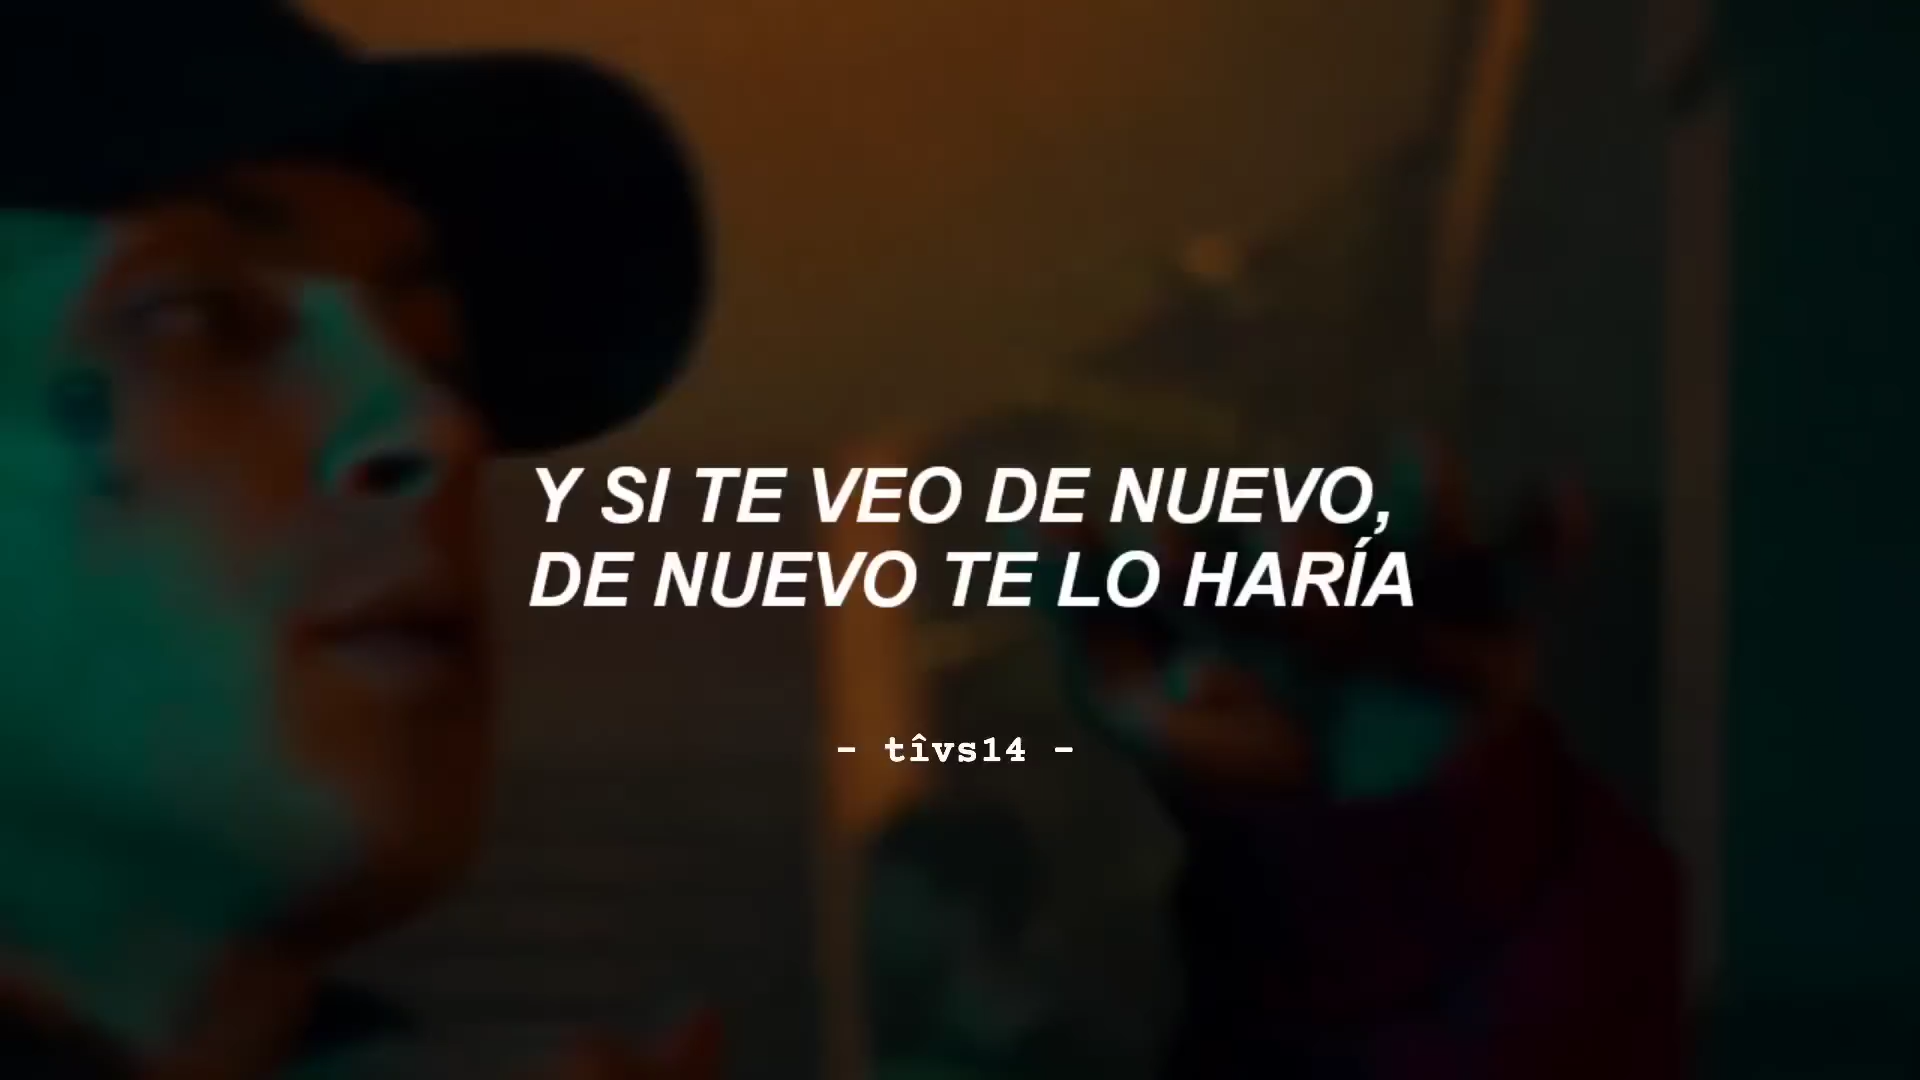 Y SI TE VEO DE NUEVO,
DE NUEVO TE LO HARÍA
- tîvs14 -